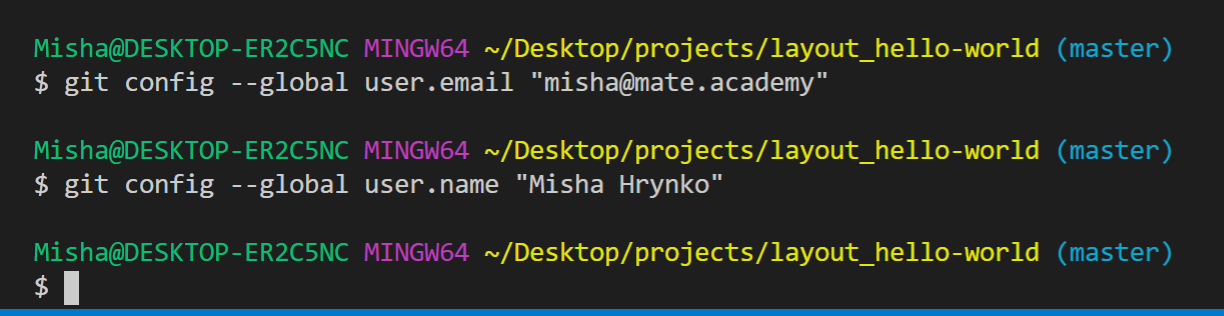 Misha@DESKTOP-ER2C5NC MINGW64 ~/Desktop/projects/layout_hello-world (master)
$ git config --global user.email "misha@mate.academy"
Misha@DESKTOP-ER2C5NC MINGW64 ~/Desktop/projects/layout_hello-world (master)
$ git config --global user.name "Misha Hrynko"
Misha@DESKTOP-ER2C5NC MINGW64 ~/Desktop/projects/layout_hello-world (master)
$